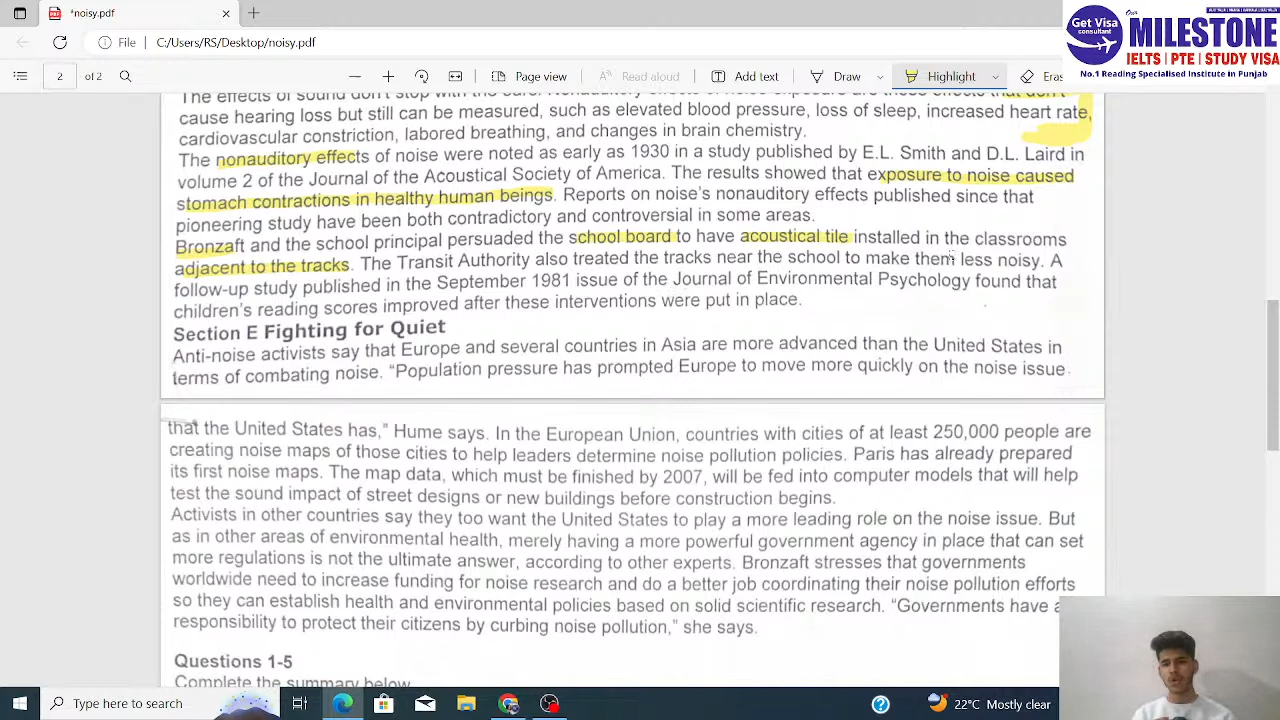 *noisy.pdf
File
C:/Users/RS/Desktop/noisy.pdf
2 of 2
Page view
Read aloud
Add text
Draw
Highlight
Eras
Get Visa
consultant
Our
MILESTONE
IELTS | PTE | STUDY VISA
No.1 Reading Specialised Institute in Punjab
cause hearing loss but still can be measured, such as elevated blood pressure, loss of sleep, increased heart rate,
cardiovascular constriction, labored breathing, and changes in brain chemistry.
The nonauditory effects of noise were noted as early as 1930 in a study published by E.L. Smith and D.L. Laird in
volume 2 of the Journal of the Acoustical Society of America. The results showed that exposure to noise caused
stomach contractions in healthy human beings. Reports on noise's nonauditory effects published since that
pioneering study have been both contradictory and controversial in some areas.
Bronzaft and the school principal persuaded the school board to have acoustical tile installed in the classrooms
adjacent to the tracks. The Transit Authority also treated the tracks near the school to make them less noisy. A
follow-up study published in the September 1981 issue of the Journal of Environmental Psychology found that
children's reading scores improved after these interventions were put in place.
Section E Fighting for Quiet
Anti-noise activists say that Europe and several countries in Asia are more advanced than the United States in
terms of combating noise. "Population pressure has prompted Europe to move more quickly on the noise issue
that the United States has," Hume says. In the European Union, countries with cities of at least 250,000 people are
creating noise maps of those cities to help leaders determine noise pollution policies. Paris has already prepared
its first noise maps. The map data, which must be finished by 2007, will be fed into computer models that will help
test the sound impact of street designs or new buildings before construction begins.
Activists in other countries say they too want the United States to play a more leading role on the noise issue. But
as in other areas of environmental health, merely having a more powerful government agency in place that can set
more regulations is not the ultimate answer, according to other experts. Bronzaft stresses that governments
worldwide need to increase funding for noise research and do a better job coordinating their noise pollution efforts
so they can establish health and environmental policies based on solid scientific research. "Governments have a
responsibility to protect their citizens by curbing noise pollution," she says.
Questions 1-5
Complete the summary below
Type here to search
22°C Mostly clear